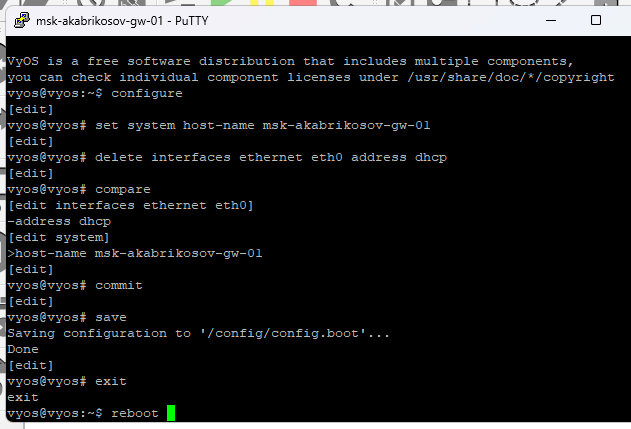 msk-akabrikosov-gw-01 - PuTTY
VyOS is a free software distribution that includes multiple components,
you can check individual component licenses under /usr/share/doc/*/copyright
vyos@vyos:~$ configure
[edit]
vyos@vyos# set system host-name msk-akabrikosov-gw-01
[edit]
vyos@vyos# delete interfaces ethernet eth0 address dhcp
[edit]
vyos@vyos# compare
[edit interfaces ethernet eth0]
-address dhcp
[edit system]
>host-name msk-akabrikosov-gw-01
[edit]
vyos@vyos# commit
[edit]
vyos@vyos# save
Saving configuration to '/config/config.boot'...
Done
[edit]
vyos@vyos# exit
exit
vyos@vyos:~$ reboot